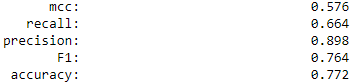 mcc: 0.576
recall: 0.664
precision: 0.898
F1: 0.764
accuracy: 0.772